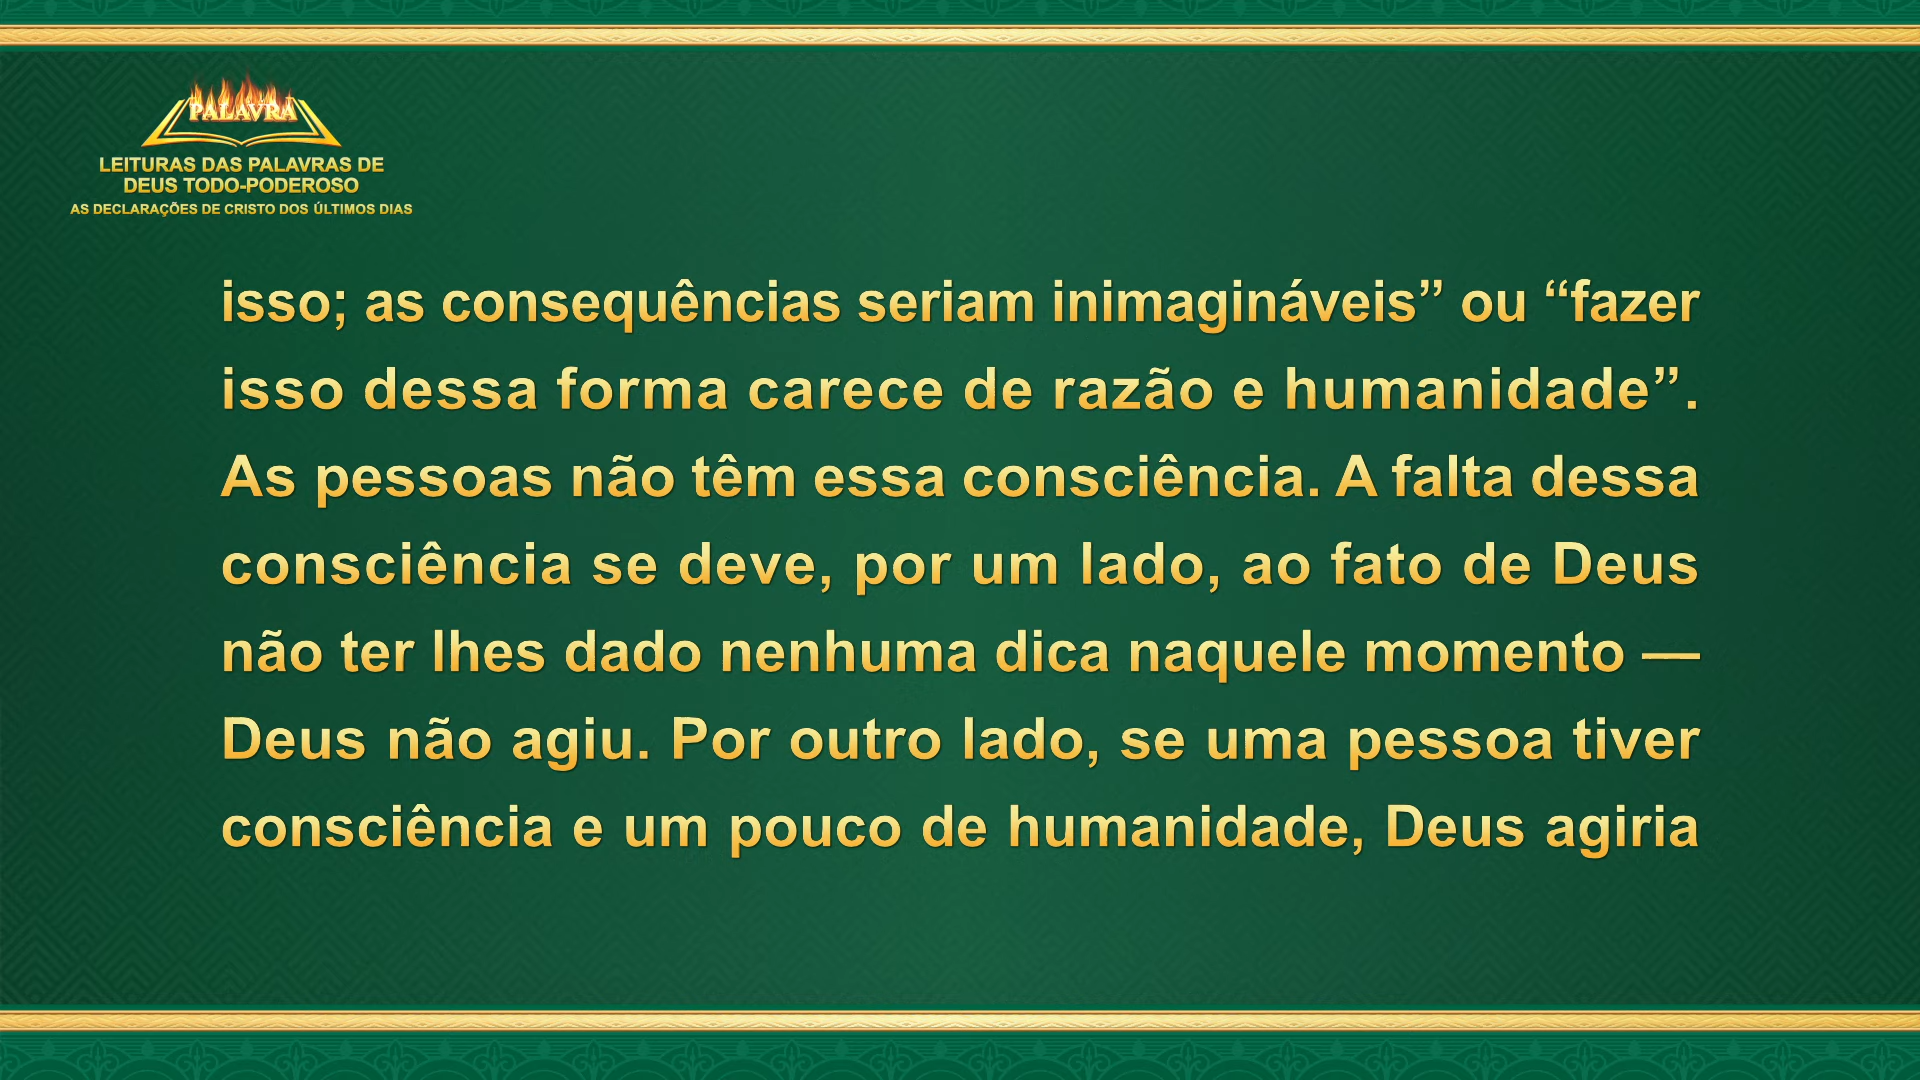 PALAVRA
LEITURAS DAS PALAVRAS DE
DEUS TODO-PODEROSO
AS DECLARAÇÕES DE CRISTO DOS ÚLTIMOS DIAS
isso; as consequências seriam inimagináveis” ou “fazer
isso dessa forma carece de razão e humanidade”.
As pessoas não têm essa consciência. A falta dessa
consciência se deve, por um lado, ao fato de Deus
não ter lhes dado nenhuma dica naquele momento —
Deus não agiu. Por outro lado, se uma pessoa tiver
consciência e um pouco de humanidade, Deus agiria